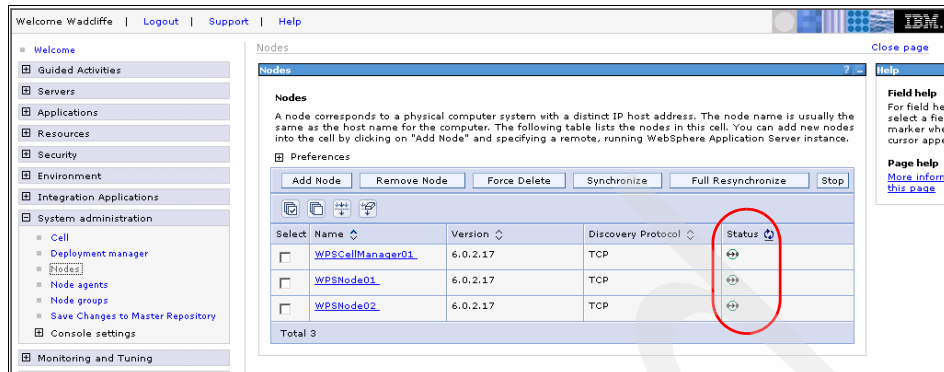 Welcome Wadcliffe | Logout | Support | Help
IBM.
Welcome
Guided Activities
Servers
Applications
Resources
Security
Environment
Integration Applications
System administration
Cell
Deployment manager
Nodes
Node agents
Node groups
Save Changes to Master Repository
Console settings
Monitoring and Tuning
Nodes
Close page
Nodes
? –
Nodes
A node corresponds to a physical computer system with a distinct IP host address. The node name is usually the
same as the host name for the computer. The following table lists the nodes in this cell. You can add new nodes
into the cell by clicking on "Add Node" and specifying a remote, running WebSphere Application Server instance.
Preferences
Add Node Remove Node Force Delete Synchronize Full Resynchronize Stop
Select Name Version Discovery Protocol Status
WPSCellManager01 6.0.2.17 TCP
WPSNode01 6.0.2.17 TCP
WPSNode02 6.0.2.17 TCP
Total 3
Help
Field help
For field he
select a fie
marker whe
cursor appe
Page help
More inforr
this page